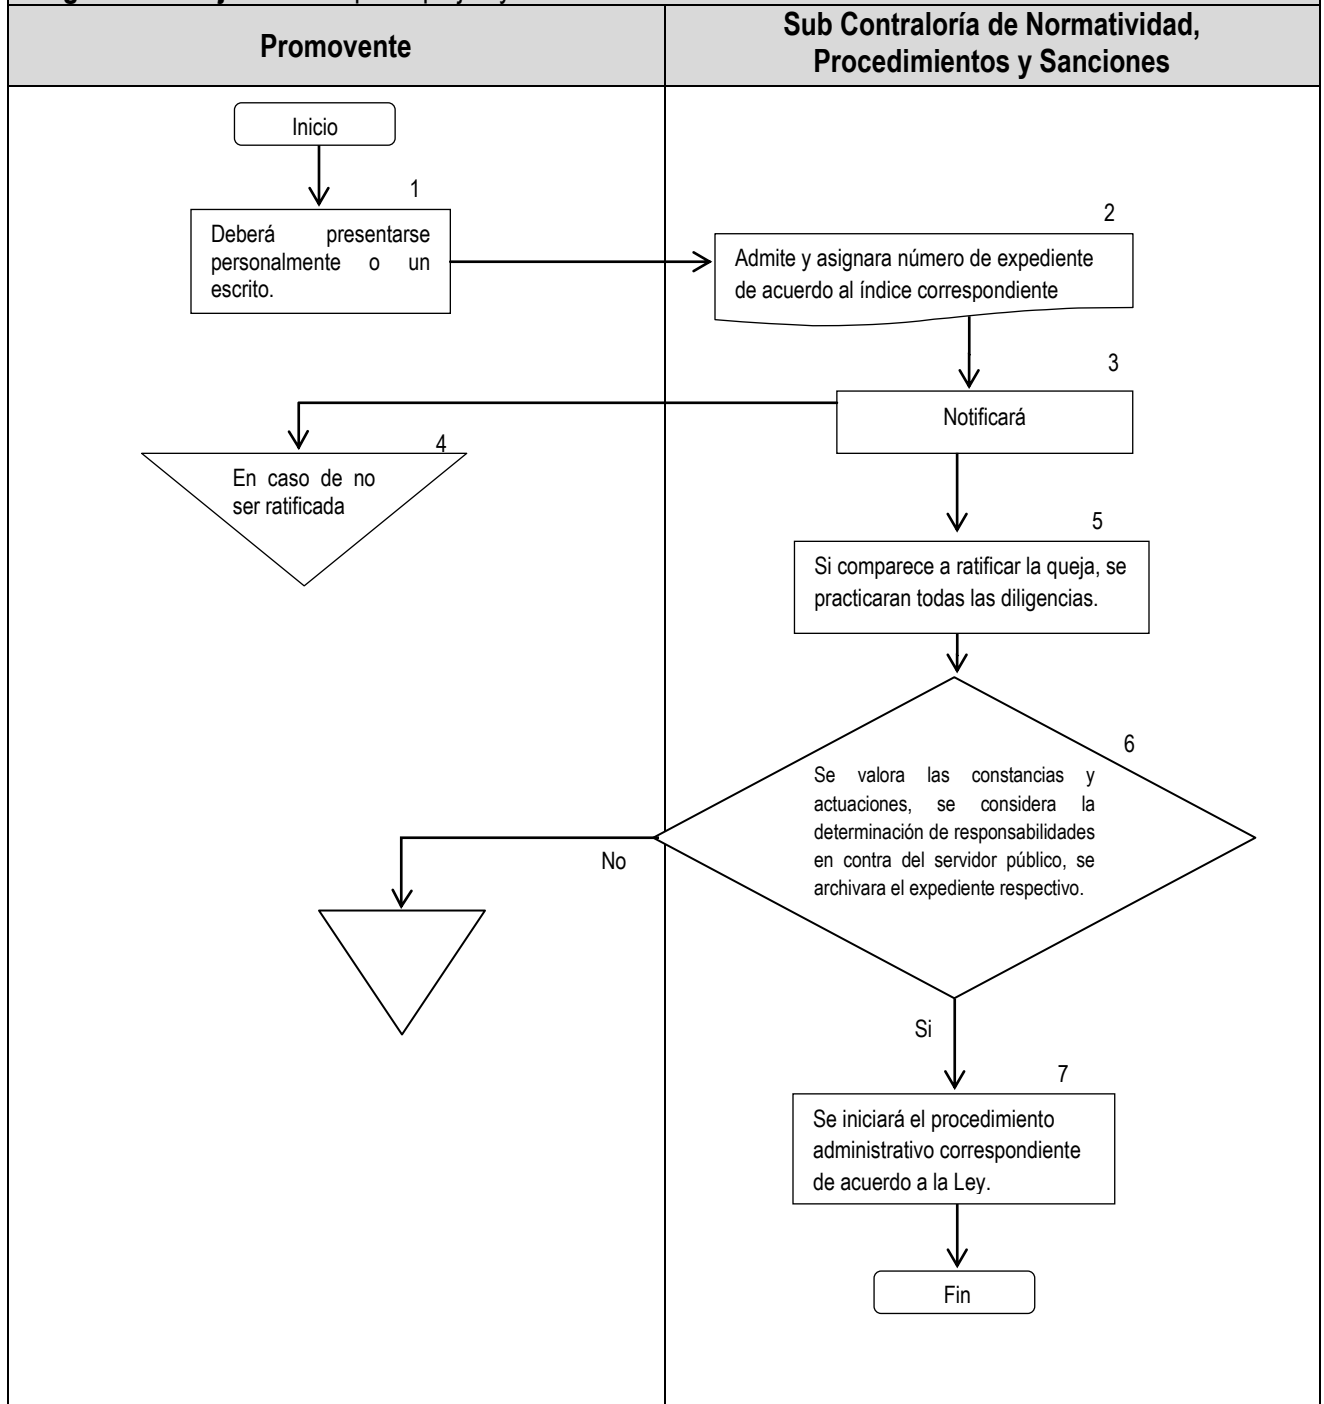 Promovente
Sub Contraloría de Normatividad,
Procedimientos y Sanciones
Inicio
1
Deberá presentarse
personalmente o un
escrito.
2
Admite y asignara número de expediente
de acuerdo al índice correspondiente
3
Notificará
4
En caso de no
ser ratificada
5
Si comparece a ratificar la queja, se
practicaran todas las diligencias.
6
Se valora las constancias y
actuaciones, se considera la
determinación de responsabilidades
en contra del servidor público, se
archivara el expediente respectivo.
No
Si
7
Se iniciará el procedimiento
administrativo correspondiente
de acuerdo a la Ley.
Fin